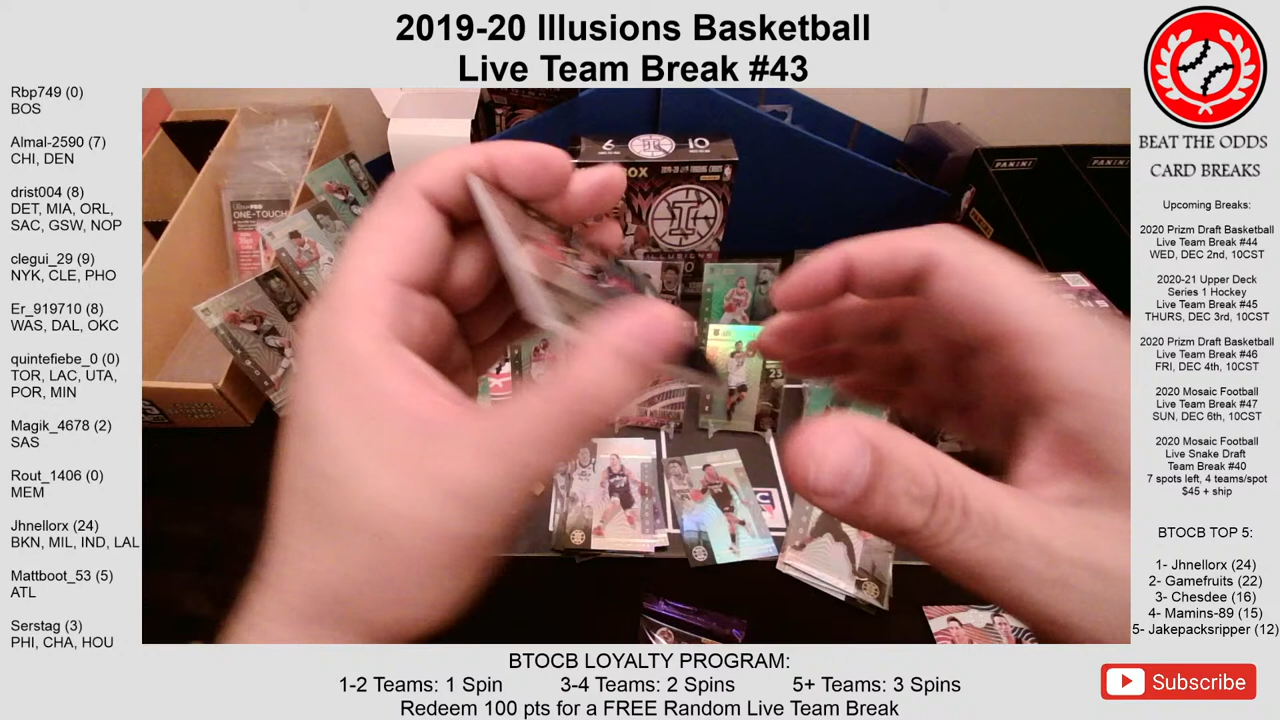 2019-20 Illusions Basketball
Live Team Break #43
Rbp749 (0)
BOS
Almal-2590 (7)
CHI, DEN
drist004 (8)
DET, MIA, ORL,
SAC, GSW, NOP
clegui_29 (9)
NYK, CLE, PHO
Er_919710 (8)
WAS, DAL, OKC
quintefiebe_0 (0)
TOR, LAC, UTA,
POR, MIN
Magik_4678 (2)
SAS
Rout_1406 (0)
MEM
Jhnellorx (24)
BKN, MIL, IND, LAL
Mattboot_53 (5)
ATL
Serstag (3)
PHI, CHA, HOU
ONE-TOUCH
6
10
BOX
ILLUSIONS
23
PANINI
PANINI
BEAT THE ODDS
CARD BREAKS
Upcoming Breaks:
2020 Prizm Draft Basketball
Live Team Break #44
WED, DEC 2nd, 10CST
2020-21 Upper Deck
Series 1 Hockey
Live Team Break #45
THURS, DEC 3rd, 10CST
2020 Prizm Draft Basketball
Live Team Break #46
FRI, DEC 4th, 10CST
2020 Mosaic Football
Live Team Break #47
SUN, DEC 6th, 10CST
2020 Mosaic Football
Live Snake Draft
Team Break #40
7 spots left, 4 teams/spot
$45 + ship
BTOCB TOP 5:
1- Jhnellorx (24)
2- Gamefruits (22)
3- Chesdee (16)
4- Mamins-89 (15)
5- Jakepacksripper (12)
BTOCB LOYALTY PROGRAM:
1-2 Teams: 1 Spin 3-4 Teams: 2 Spins 5+ Teams: 3 Spins
Redeem 100 pts for a FREE Random Live Team Break
Subscribe